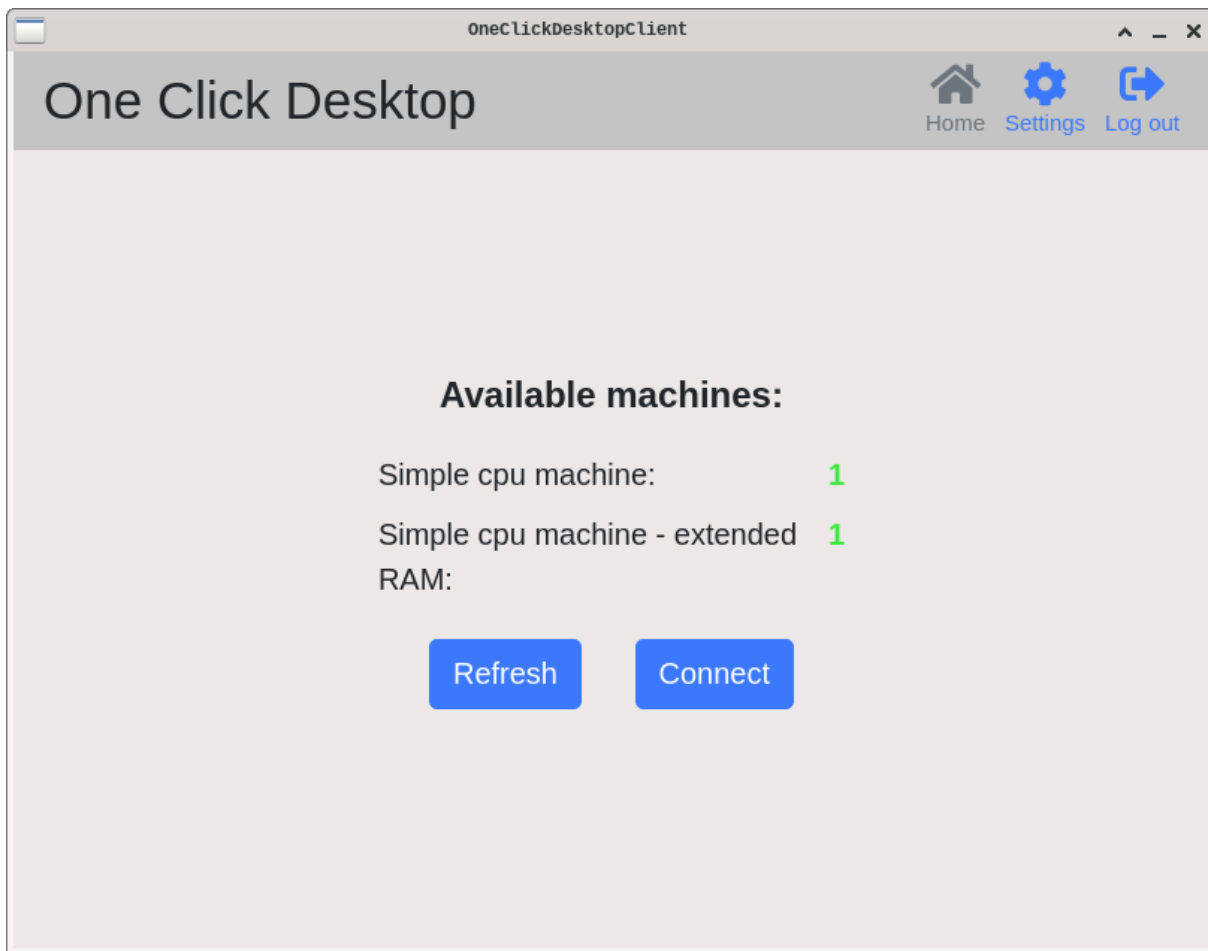 OneClickDesktopClient
One Click Desktop
Home Settings Log out
Available machines:
Simple cpu machine: 1
Simple cpu machine - extended 1
RAM:
Refresh Connect